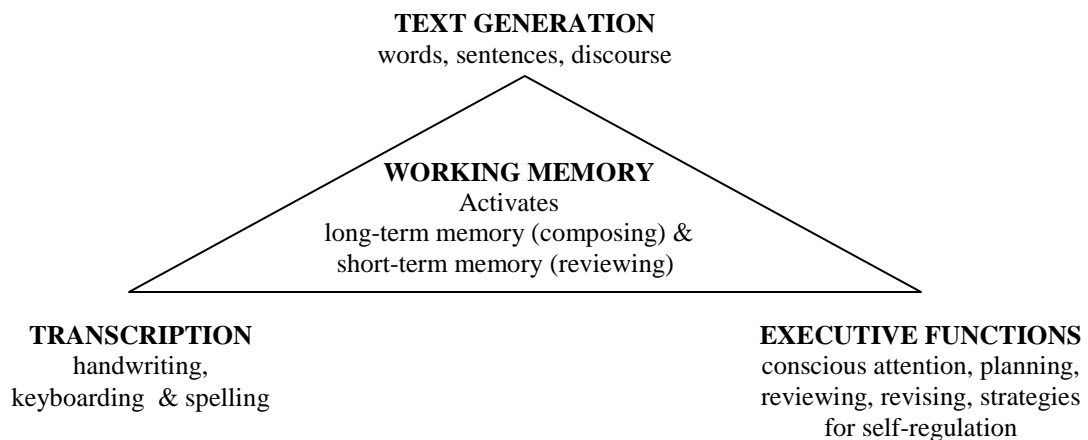 TEXT GENERATION
words, sentences, discourse
WORKING MEMORY
Activates
long-term memory (composing) &
short-term memory (reviewing)
TRANSCRIPTION
handwriting,
keyboarding & spelling
EXECUTIVE FUNCTIONS
conscious attention, planning,
reviewing, revising, strategies
for self-regulation